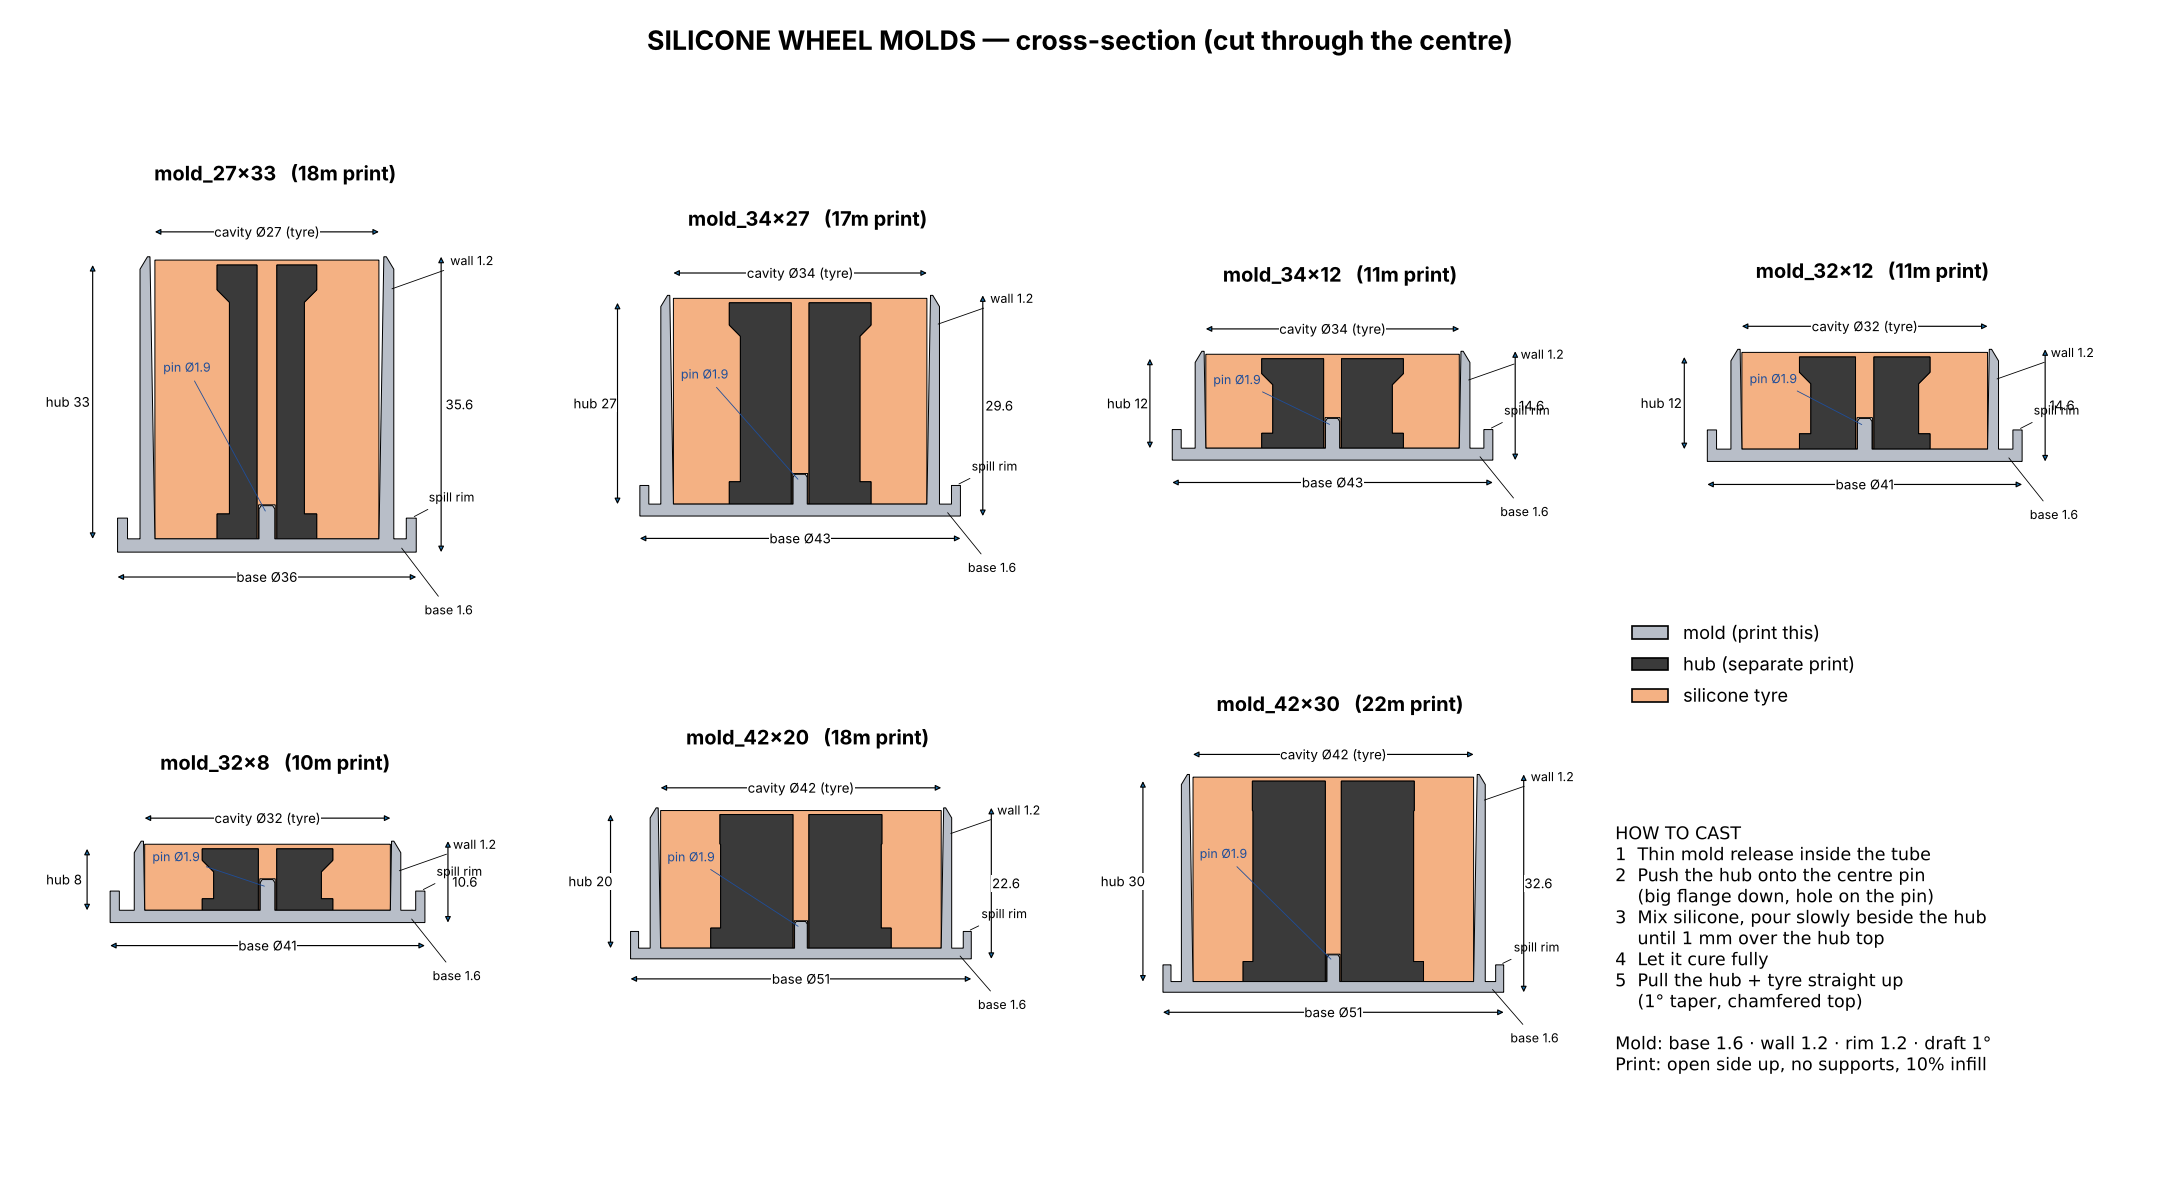 SILICONE WHEEL MOLDS — cross-section (cut through the centre)
mold_27×33 (18m print)
cavity Ø27 (tyre)
wall 1.2
pin Ø1.9
hub 33
35.6
spill rim
base Ø36
base 1.6
mold_34×27 (17m print)
cavity Ø34 (tyre)
wall 1.2
pin Ø1.9
hub 27
29.6
spill rim
base Ø43
base 1.6
mold_34×12 (11m print)
cavity Ø34 (tyre)
wall 1.2
pin Ø1.9
hub 12
14.6
spill rim
base Ø43
base 1.6
mold_32×12 (11m print)
cavity Ø32 (tyre)
wall 1.2
pin Ø1.9
hub 12
14.6
spill rim
base Ø41
base 1.6
mold (print this)
hub (separate print)
silicone tyre
mold_32×8 (10m print)
cavity Ø32 (tyre)
wall 1.2
pin Ø1.9
spill rim
hub 8
10.6
base Ø41
base 1.6
mold_42×20 (18m print)
cavity Ø42 (tyre)
wall 1.2
pin Ø1.9
hub 20
22.6
spill rim
base Ø51
base 1.6
mold_42×30 (22m print)
cavity Ø42 (tyre)
wall 1.2
pin Ø1.9
hub 30
32.6
spill rim
base Ø51
base 1.6
HOW TO CAST
1 Thin mold release inside the tube
2 Push the hub onto the centre pin
(big flange down, hole on the pin)
3 Mix silicone, pour slowly beside the hub
until 1 mm over the hub top
4 Let it cure fully
5 Pull the hub + tyre straight up
(1° taper, chamfered top)
Mold: base 1.6 · wall 1.2 · rim 1.2 · draft 1°
Print: open side up, no supports, 10% infill